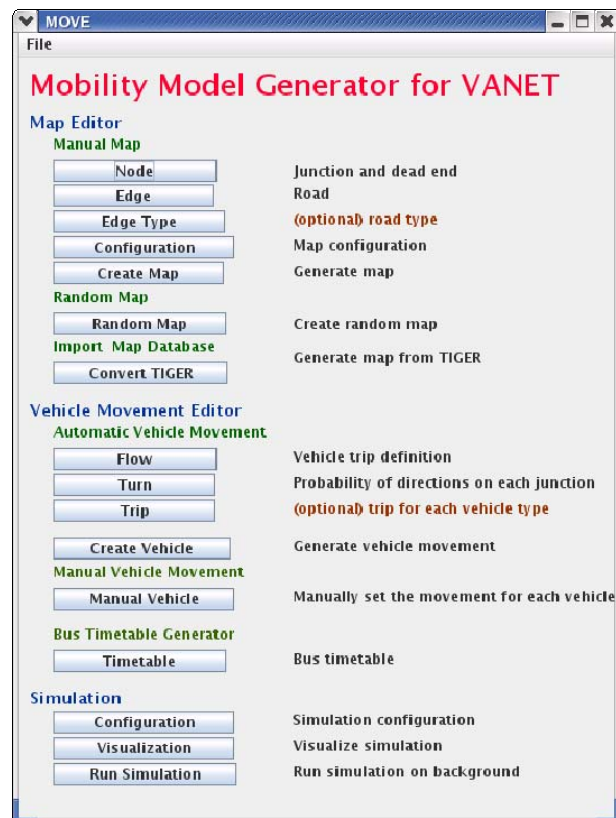 MOVE
File
Mobility Model Generator for VANET
Map Editor
Manual Map
Node Junction and dead end
Edge Road
Edge Type (optional) road type
Configuration Map configuration
Create Map Generate map
Random Map
Random Map Create random map
Import Map Database
Convert TIGER Generate map from TIGER
Vehicle Movement Editor
Automatic Vehicle Movement
Flow Vehicle trip definition
Turn Probability of directions on each junction
Trip (optional) trip for each vehicle type
Create Vehicle Generate vehicle movement
Manual Vehicle Movement
Manual Vehicle Manually set the movement for each vehicle
Bus Timetable Generator
Timetable Bus timetable
Simulation
Configuration Simulation configuration
Visualization Visualize simulation
Run Simulation Run simulation on background